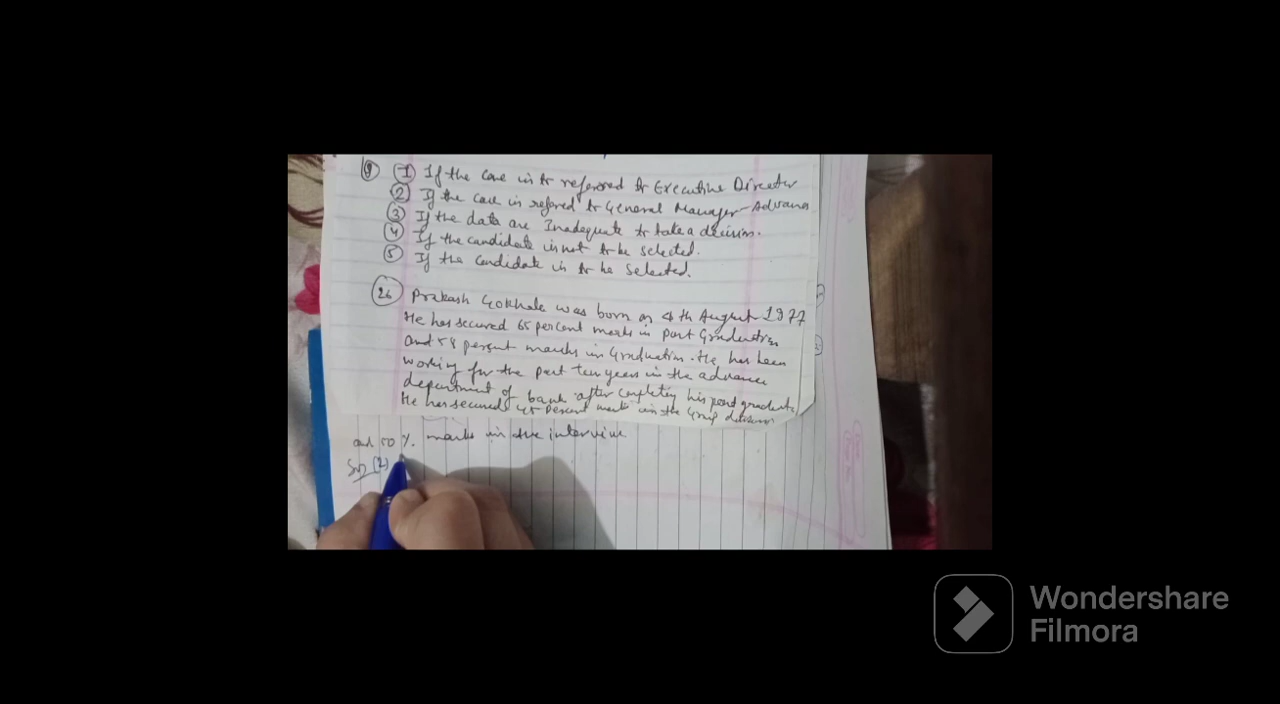 (9) (1) If the case is to referred to Executive Director
(2) If the case is refered to General Manager-Advances
(3) If the data are Inadequate to take a decision.
(4) If the candidate is not to be selected.
(5) If the candidate is to be selected.
(26) Prakash Gokhale was born on 4th August 1977
He has secured 65 percent marks in post Graduation
and 58 percent marks in Graduation. He has been
working for the past ten years in the advance
department of bank after completing his post graduate
He has secured 45 percent marks in the Group discussion
and 50 % marks in the interview
Sol (2)
Wondershare
Filmora